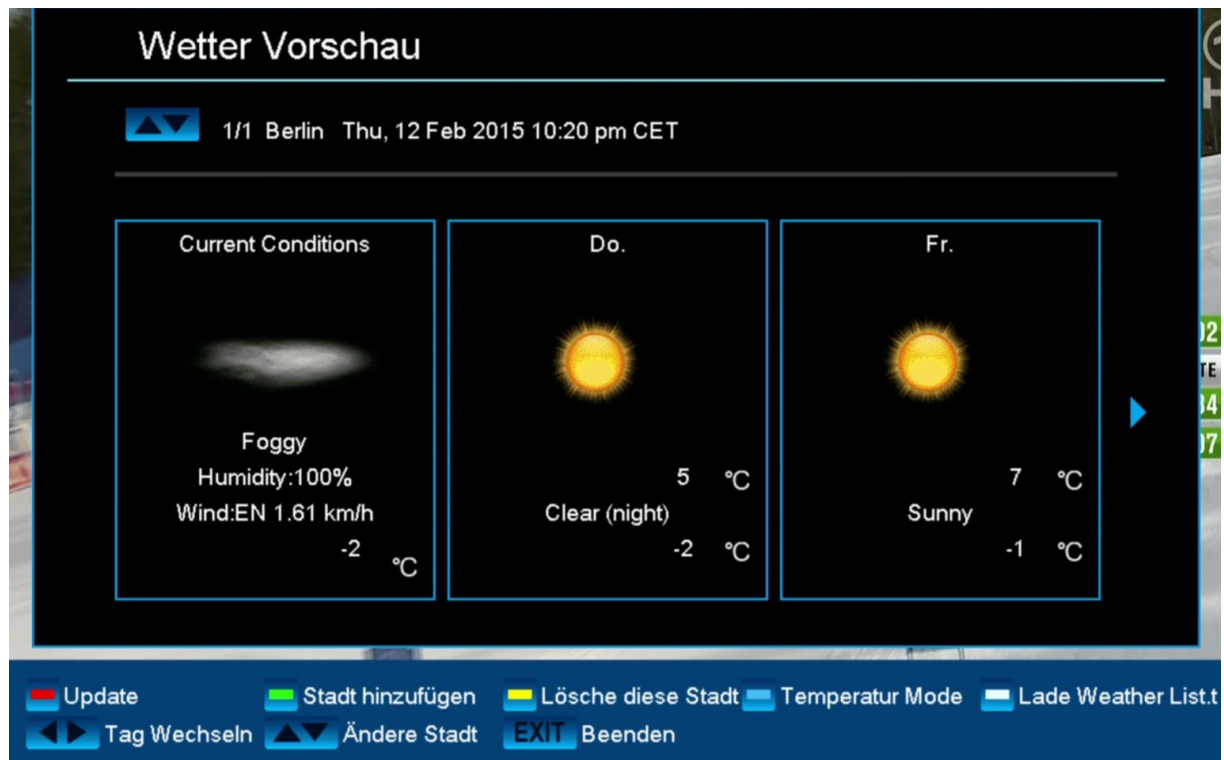 Wetter Vorschau
1/1 Berlin Thu, 12 Feb 2015 10:20 pm CET
Current Conditions
Foggy
Humidity:100%
Wind:EN 1.61 km/h
-2 °C
Do.
5 °C
Clear (night)
-2 °C
Fr.
7 °C
Sunny
-1 °C
Update Stadt hinzufügen Lösche diese Stadt Temperatur Mode Lade Weather List.t
Tag Wechseln Ändere Stadt EXIT Beenden